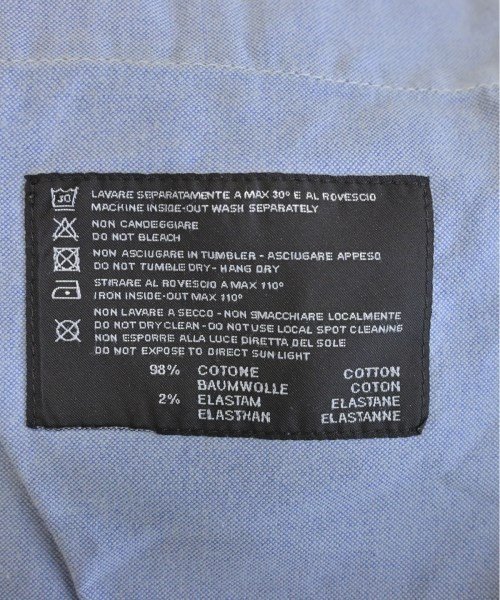 30
LAVARE SEPARATAMENTE A MAX 30° E AL ROVESCIO
MACHINE INSIDE-OUT WASH SEPARATELY
NON CANDEGGIARE
DO NOT BLEACH
NON ASCIUGARE IN TUMBLER - ASCIUGARE APPESO
DO NOT TUMBLE DRY - HANG DRY
STIRARE AL ROVESCIO A MAX 110°
IRON INSIDE-OUT MAX 110°
NON LAVARE A SECCO - NON SMACCHIARE LOCALMENTE
DO NOT DRY CLEAN - DO NOT USE LOCAL SPOT CLEANING
NON ESPORRE ALLA LUCE DIRETTA DEL SOLE
DO NOT EXPOSE TO DIRECT SUN LIGHT
98% COTONE COTTON
BAUMWOLLE COTON
2% ELASTAM ELASTANE
ELASTHAN ELASTANNE